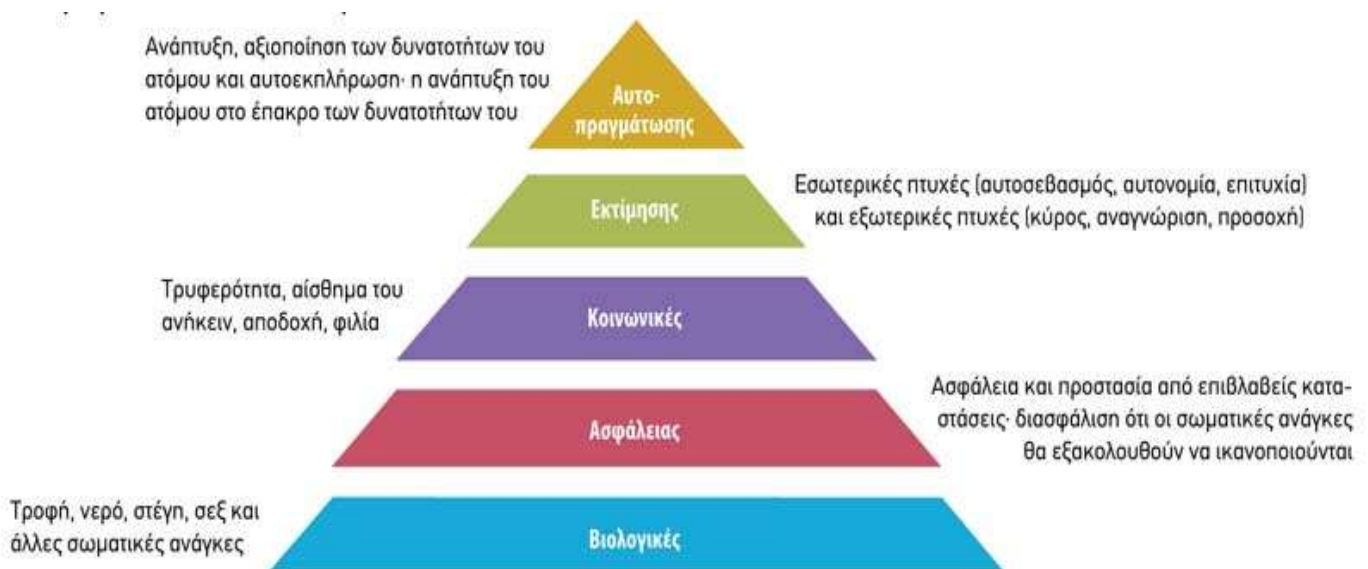 Ανάπτυξη, αξιοποίηση των δυνατοτήτων του
ατόμου και αυτοεκπλήρωση· η ανάπτυξη του
ατόμου στο έπακρο των δυνατοτήτων του
Αυτο-
πραγμάτωσης
Εκτίμησης
Εσωτερικές πτυχές (αυτοσεβασμός, αυτονομία, επιτυχία)
και εξωτερικές πτυχές (κύρος, αναγνώριση, προσοχή)
Τρυφερότητα, αίσθημα του
ανήκειν, αποδοχή, φιλία
Κοινωνικές
Ασφάλειας
Ασφάλεια και προστασία από επιβλαβείς κατα-
στάσεις· διασφάλιση ότι οι σωματικές ανάγκες
θα εξακολουθούν να ικανοποιούνται
Τροφή, νερό, στέγη, σεξ και
άλλες σωματικές ανάγκες
Βιολογικές